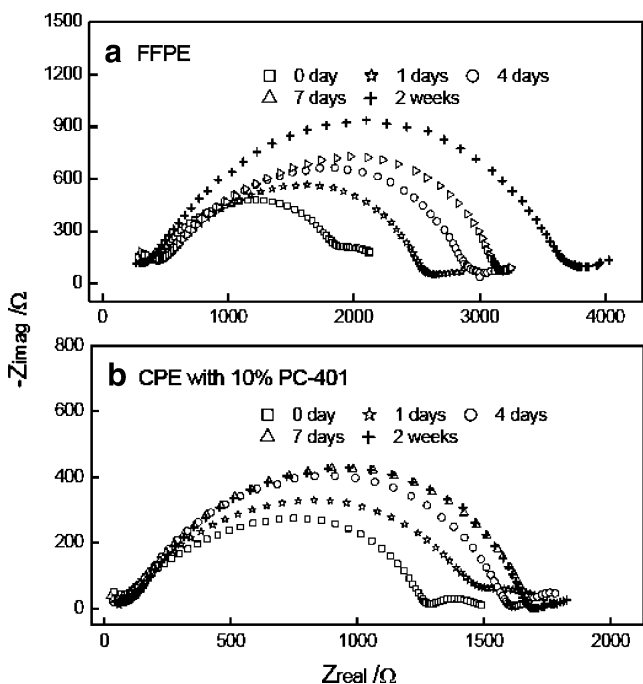 1500
a FFPE
1200
□ 0 day ☆ 1 days ○ 4 days
△ 7 days + 2 weeks
900
600
300
0
0 1000 2000 3000 4000
-Zimag /Ω
800
b CPE with 10% PC-401
600
□ 0 day ☆ 1 days ○ 4 days
△ 7 days + 2 weeks
400
200
0
0 500 1000 1500 2000
Zreal /Ω